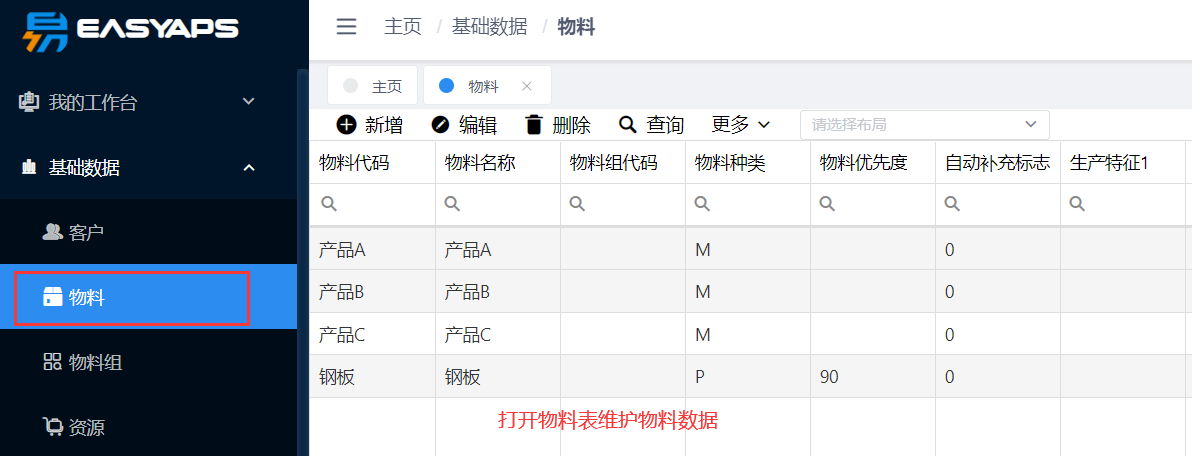 EASYAPS
主页 / 基础数据 / 物料
主页 物料
新增 编辑 删除 查询 更多 请选择布局
我的工作台
基础数据
客户
物料
物料组
资源
物料代码 物料名称 物料组代码 物料种类 物料优先度 自动补充标志 生产特征1
产品A 产品A M 0
产品B 产品B M 0
产品C 产品C M 0
钢板 钢板 P 90 0
打开物料表维护物料数据